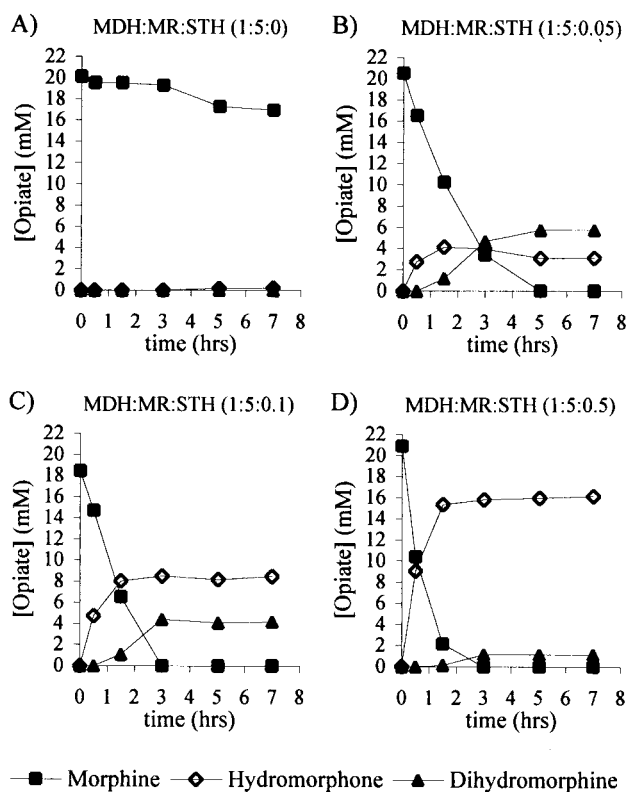 A) MDH:MR:STH (1:5:0)
[Opiate] (mM)
22
20
18
16
14
12
10
8
6
4
2
0
0 1 2 3 4 5 6 7 8
time (hrs)
B) MDH:MR:STH (1:5:0.05)
[Opiate] (mM)
22
20
18
16
14
12
10
8
6
4
2
0
0 1 2 3 4 5 6 7 8
time (hrs)
C) MDH:MR:STH (1:5:0.1)
[Opiate] (mM)
22
20
18
16
14
12
10
8
6
4
2
0
0 1 2 3 4 5 6 7 8
time (hrs)
D) MDH:MR:STH (1:5:0.5)
[Opiate] (mM)
22
20
18
16
14
12
10
8
6
4
2
0
0 1 2 3 4 5 6 7 8
time (hrs)
Morphine Hydromorphone Dihydromorphine